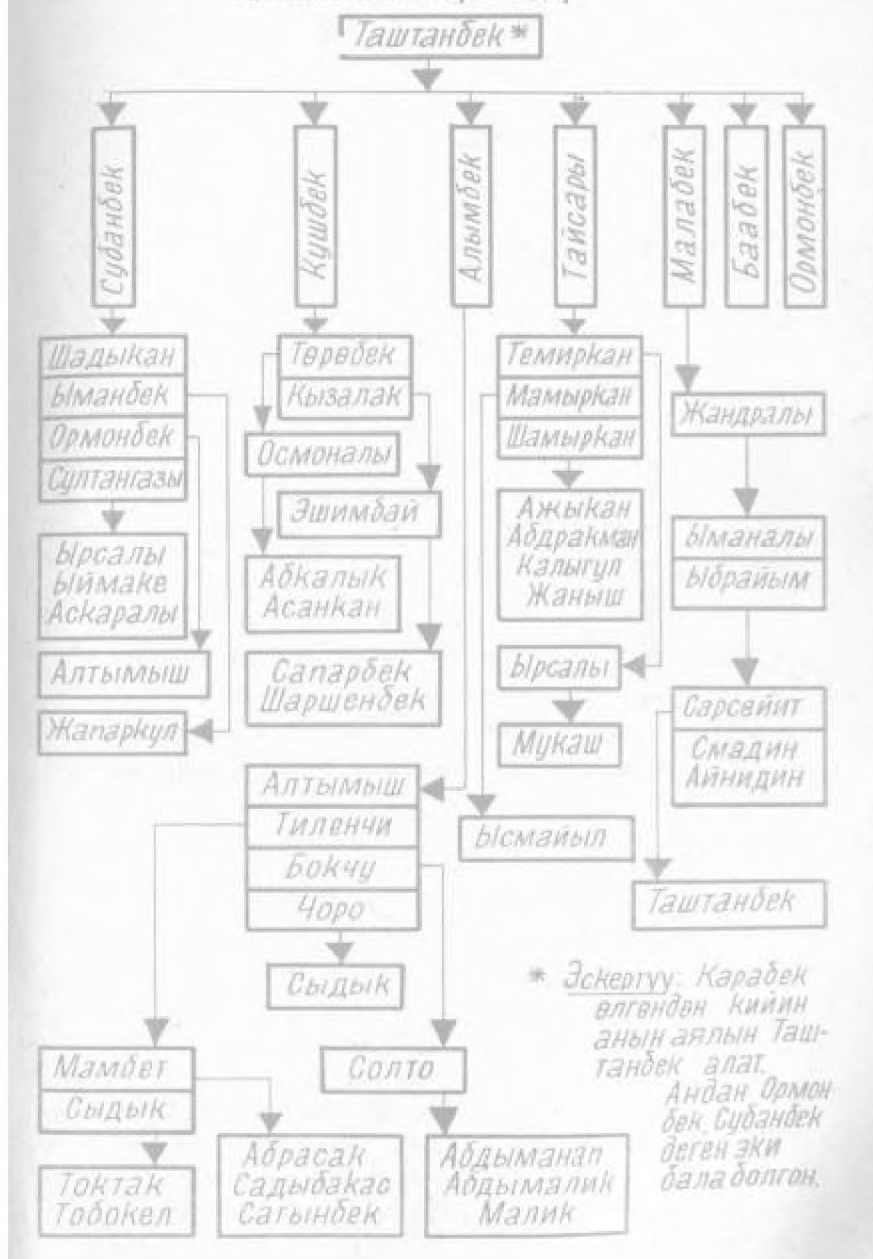 Таштанбек *
Субанбек
Кушбек
Алымбек
Тайсары
Малабек
Баабек
Ормонбек
Шадыкан
Ыманбек
Ормонбек
Султангазы
Төрөбек
Кызалак
Темиркан
Мамыркан
Шамыркан
Жандралы
Осмоналы
Эшимбай
Ырсалы
Ыймаке
Аскаралы
Абкалык
Асанкан
Ажыкан
Абдракман
Калыгул
Жаныш
Ыманалы
Ыбрайым
Алтымыш
Сапарбек
Шаршенбек
Ырсалы
Жапаркул
Мукаш
Сарсейит
Смадин
Айнидин
Алтымыш
Тиленчи
Бокчу
Чоро
Ысмайыл
Таштанбек
Сыдык
* Эскертүү: Карабек
өлгөндөн кийин
анын аялын Таш-
танбек алат.
Андан Ормон
бек, Субанбек
деген эки
бала болгон.
Мамбет
Сыдык
Солто
Токтак
Тобокел
Абрасак
Садыбакас
Сагынбек
Абдыманап
Абдымалик
Малик